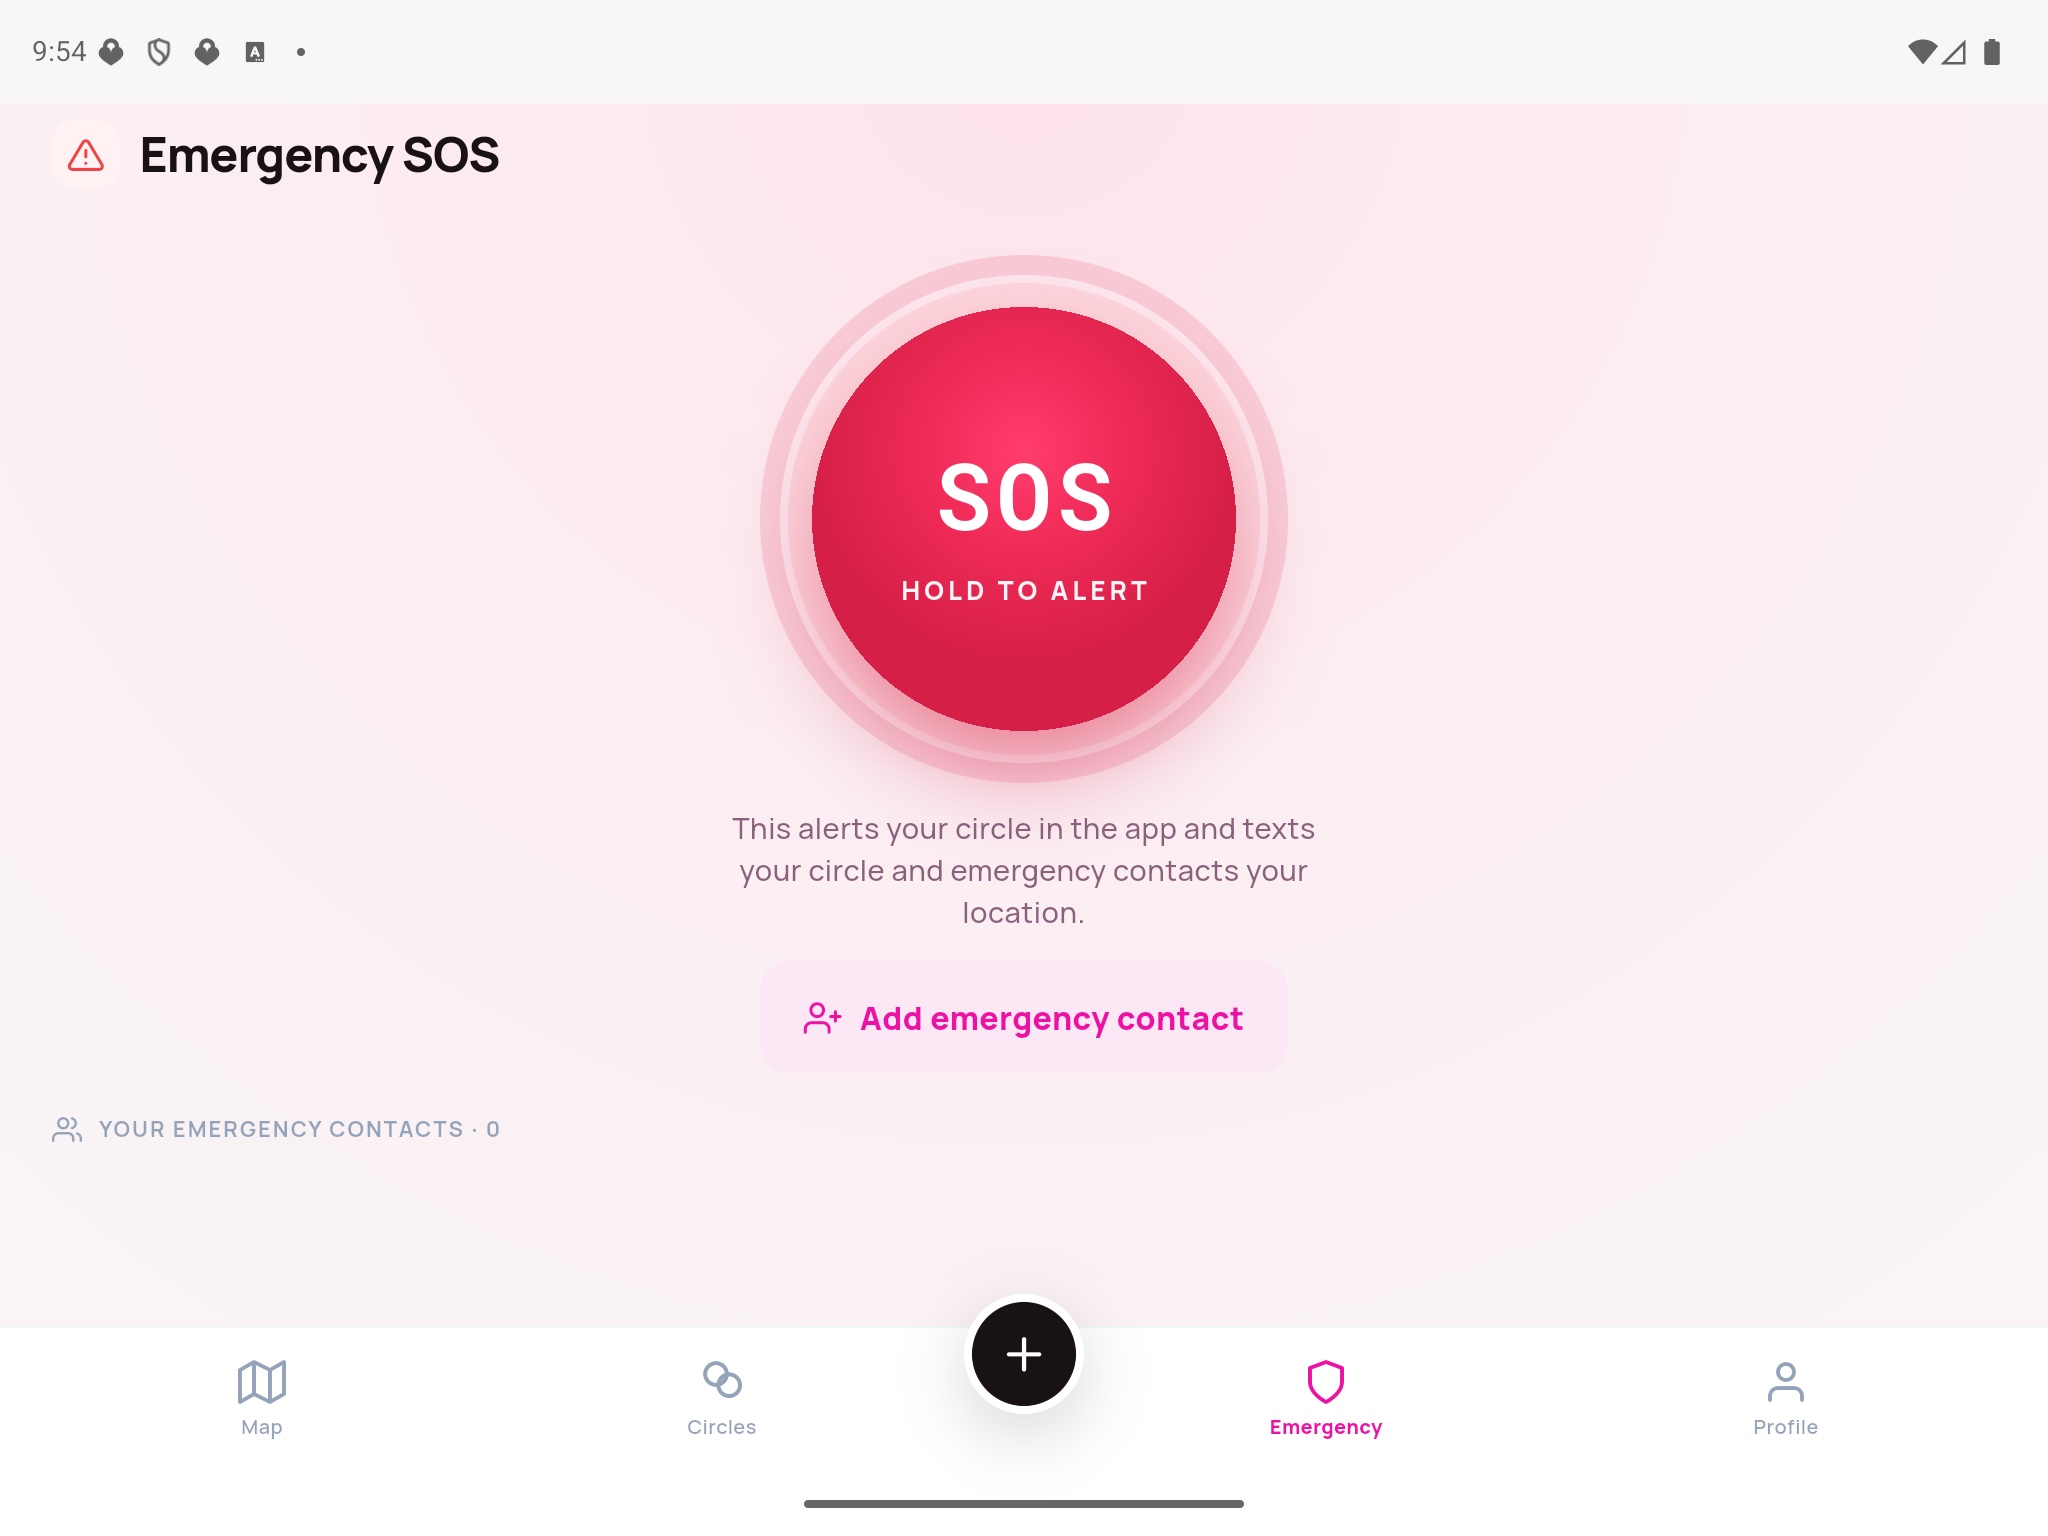 9:54
Emergency SOS
SOS
HOLD TO ALERT
This alerts your circle in the app and texts
your circle and emergency contacts your
location.
Add emergency contact
YOUR EMERGENCY CONTACTS · 0
Map
Circles
Emergency
Profile